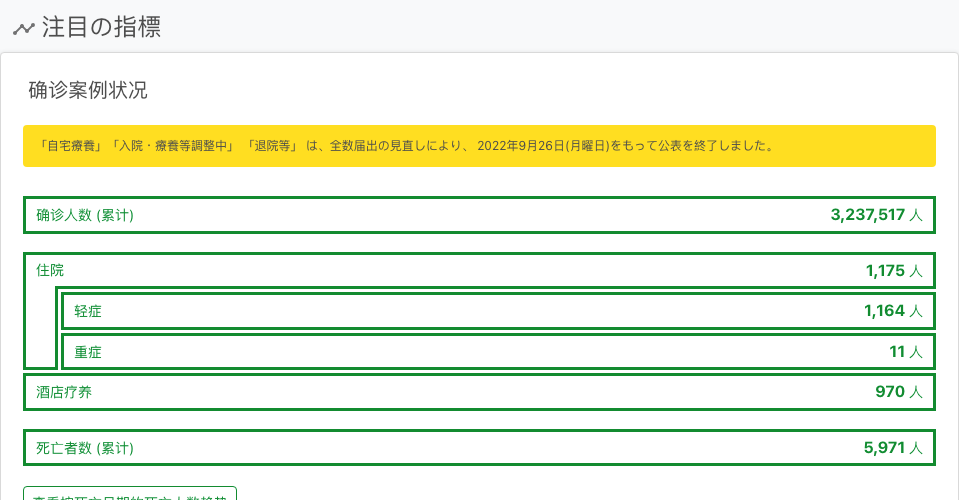 注目の指標
确诊案例状况
「自宅療養」「入院・療養等調整中」 「退院等」 は、全数届出の見直しにより、 2022年9月26日(月曜日)をもって公表を終了しました。
确诊人数 (累计) 3,237,517 人
住院 1,175 人
轻症 1,164 人
重症 11 人
酒店疗养 970 人
死亡者数 (累计) 5,971 人